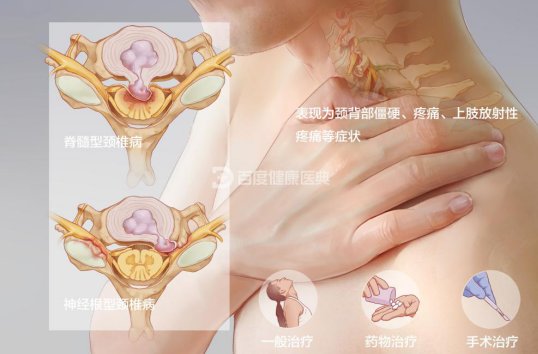 脊髓型颈椎病
表现为颈背部僵硬、疼痛、上肢放射性
疼痛等症状
百度健康医典
神经根型颈椎病
一般治疗
药物治疗
手术治疗